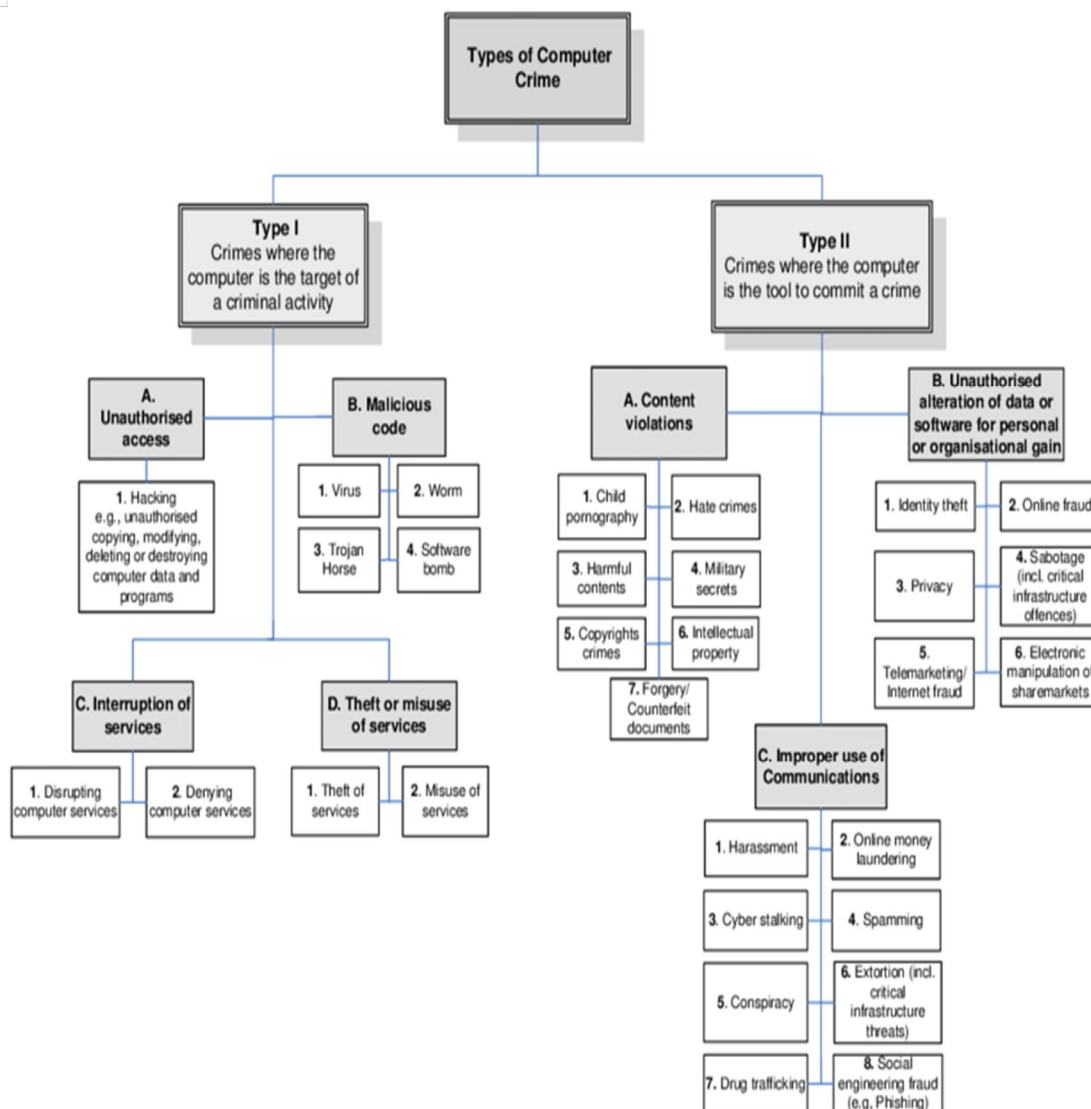 Types of Computer
Crime
Type I
Crimes where the
computer is the target of
a criminal activity
Type II
Crimes where the computer
is the tool to commit a crime
A.
Unauthorised
access
1. Hacking
e.g., unauthorised
copying, modifying,
deleting or destroying
computer data and
programs
B. Malicious
code
1. Virus
2. Worm
3. Trojan
Horse
4. Software
bomb
C. Interruption of
services
1. Disrupting
computer services
2. Denying
computer services
D. Theft or misuse
of services
1. Theft of
services
2. Misuse of
services
A. Content
violations
1. Child
pornography
2. Hate crimes
3. Harmful
contents
4. Military
secrets
5. Copyrights
crimes
6. Intellectual
property
7. Forgery/
Counterfeit
documents
B. Unauthorised
alteration of data or
software for personal
or organisational gain
1. Identity theft
2. Online fraud
3. Privacy
4. Sabotage
(incl. critical
infrastructure
offences)
5.
Telemarketing/
Internet fraud
6. Electronic
manipulation of
sharemarkets
C. Improper use of
Communications
1. Harassment
2. Online money
laundering
3. Cyber stalking
4. Spamming
5. Conspiracy
6. Extortion (incl.
critical
infrastructure
threats)
7. Drug trafficking
8. Social
engineering fraud
(e.g, Phishing)